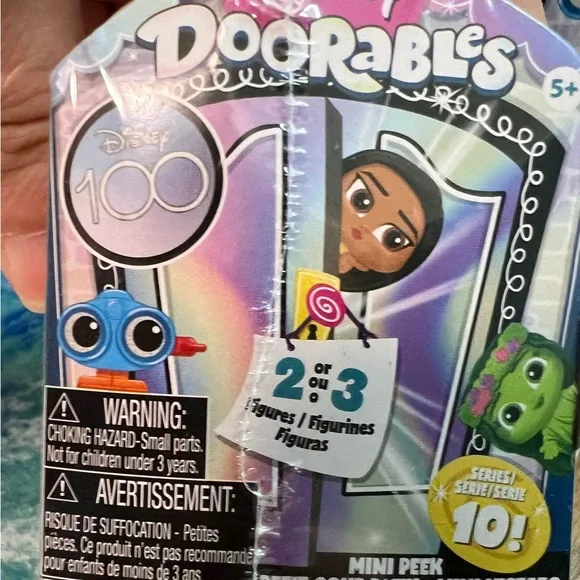 DOORABLES
5+
Disney
100
2 or ou o 3
Figures / Figurines
Figuras
WARNING:
CHOKING HAZARD-Small parts.
Not for children under 3 years.
AVERTISSEMENT:
RISQUE DE SUFFOCATION - Petites
pièces. Ce produit n'est pas recommandé
pour enfants de moins de 3 ans
SERIES/
SÉRIE/SERIE
10!
MINI PEEK